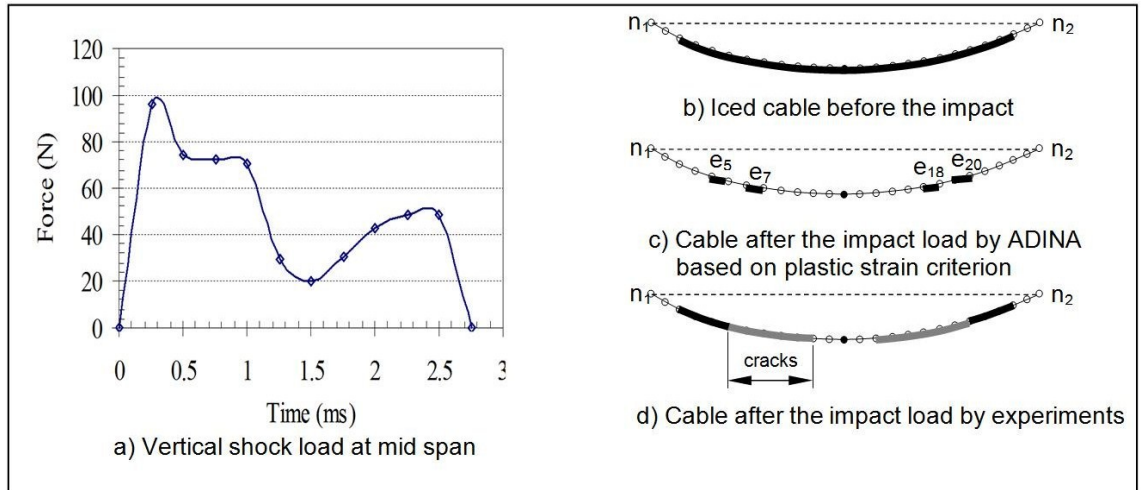 120
100
80
60
40
20
0
Force (N)
0 0.5 1 1.5 2 2.5 3
Time (ms)
a) Vertical shock load at mid span
n1 n2
b) Iced cable before the impact
n1 n2
e5 e7 e18 e20
c) Cable after the impact load by ADINA
based on plastic strain criterion
n1 n2
cracks
d) Cable after the impact load by experiments